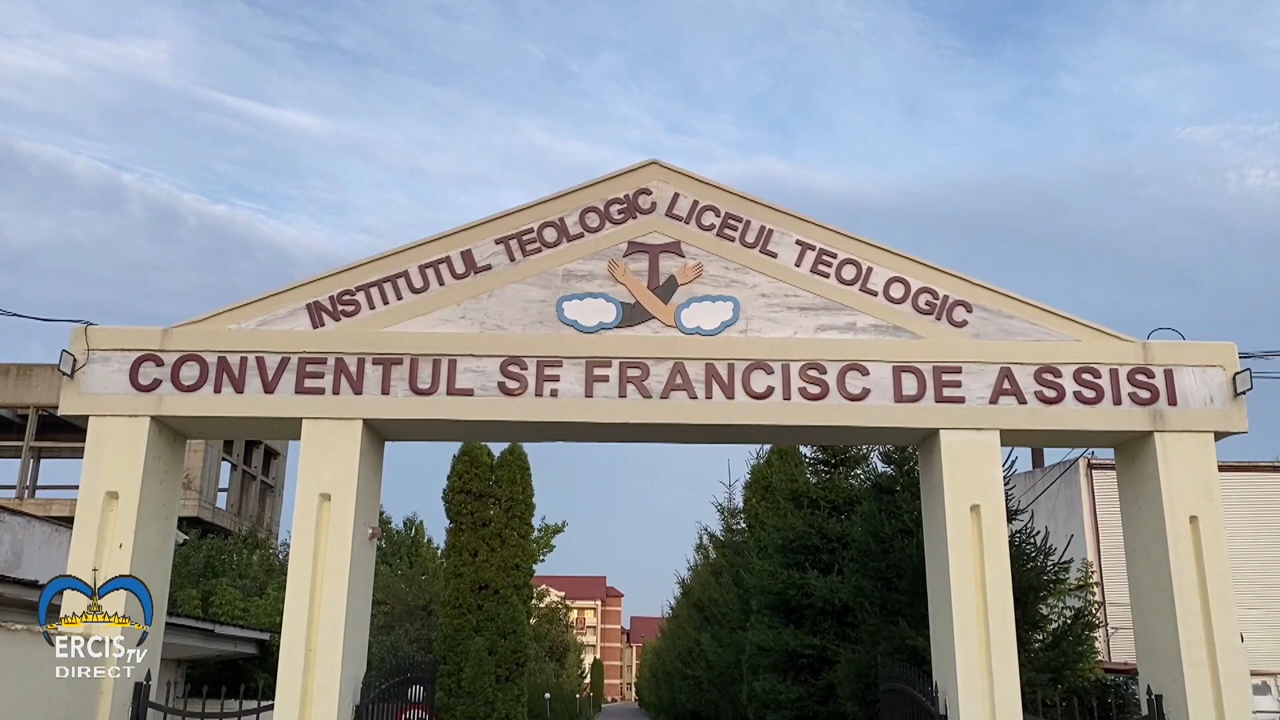 INSTITUTUL TEOLOGIC LICEUL TEOLOGIC
CONVENTUL SF. FRANCISC DE ASSISI
ERCIS TV
DIRECT